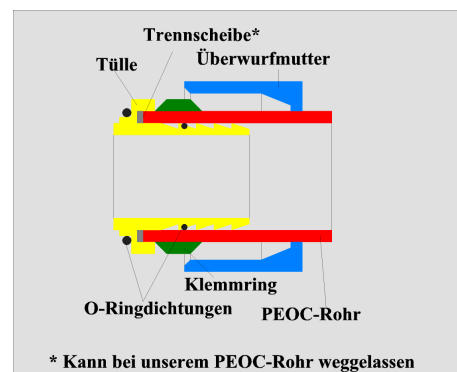 Trennscheibe*
Überwurfmutter
Tülle
Klemmring
O-Ringdichtungen
PEOC-Rohr
* Kann bei unserem PEOC-Rohr weggelassen